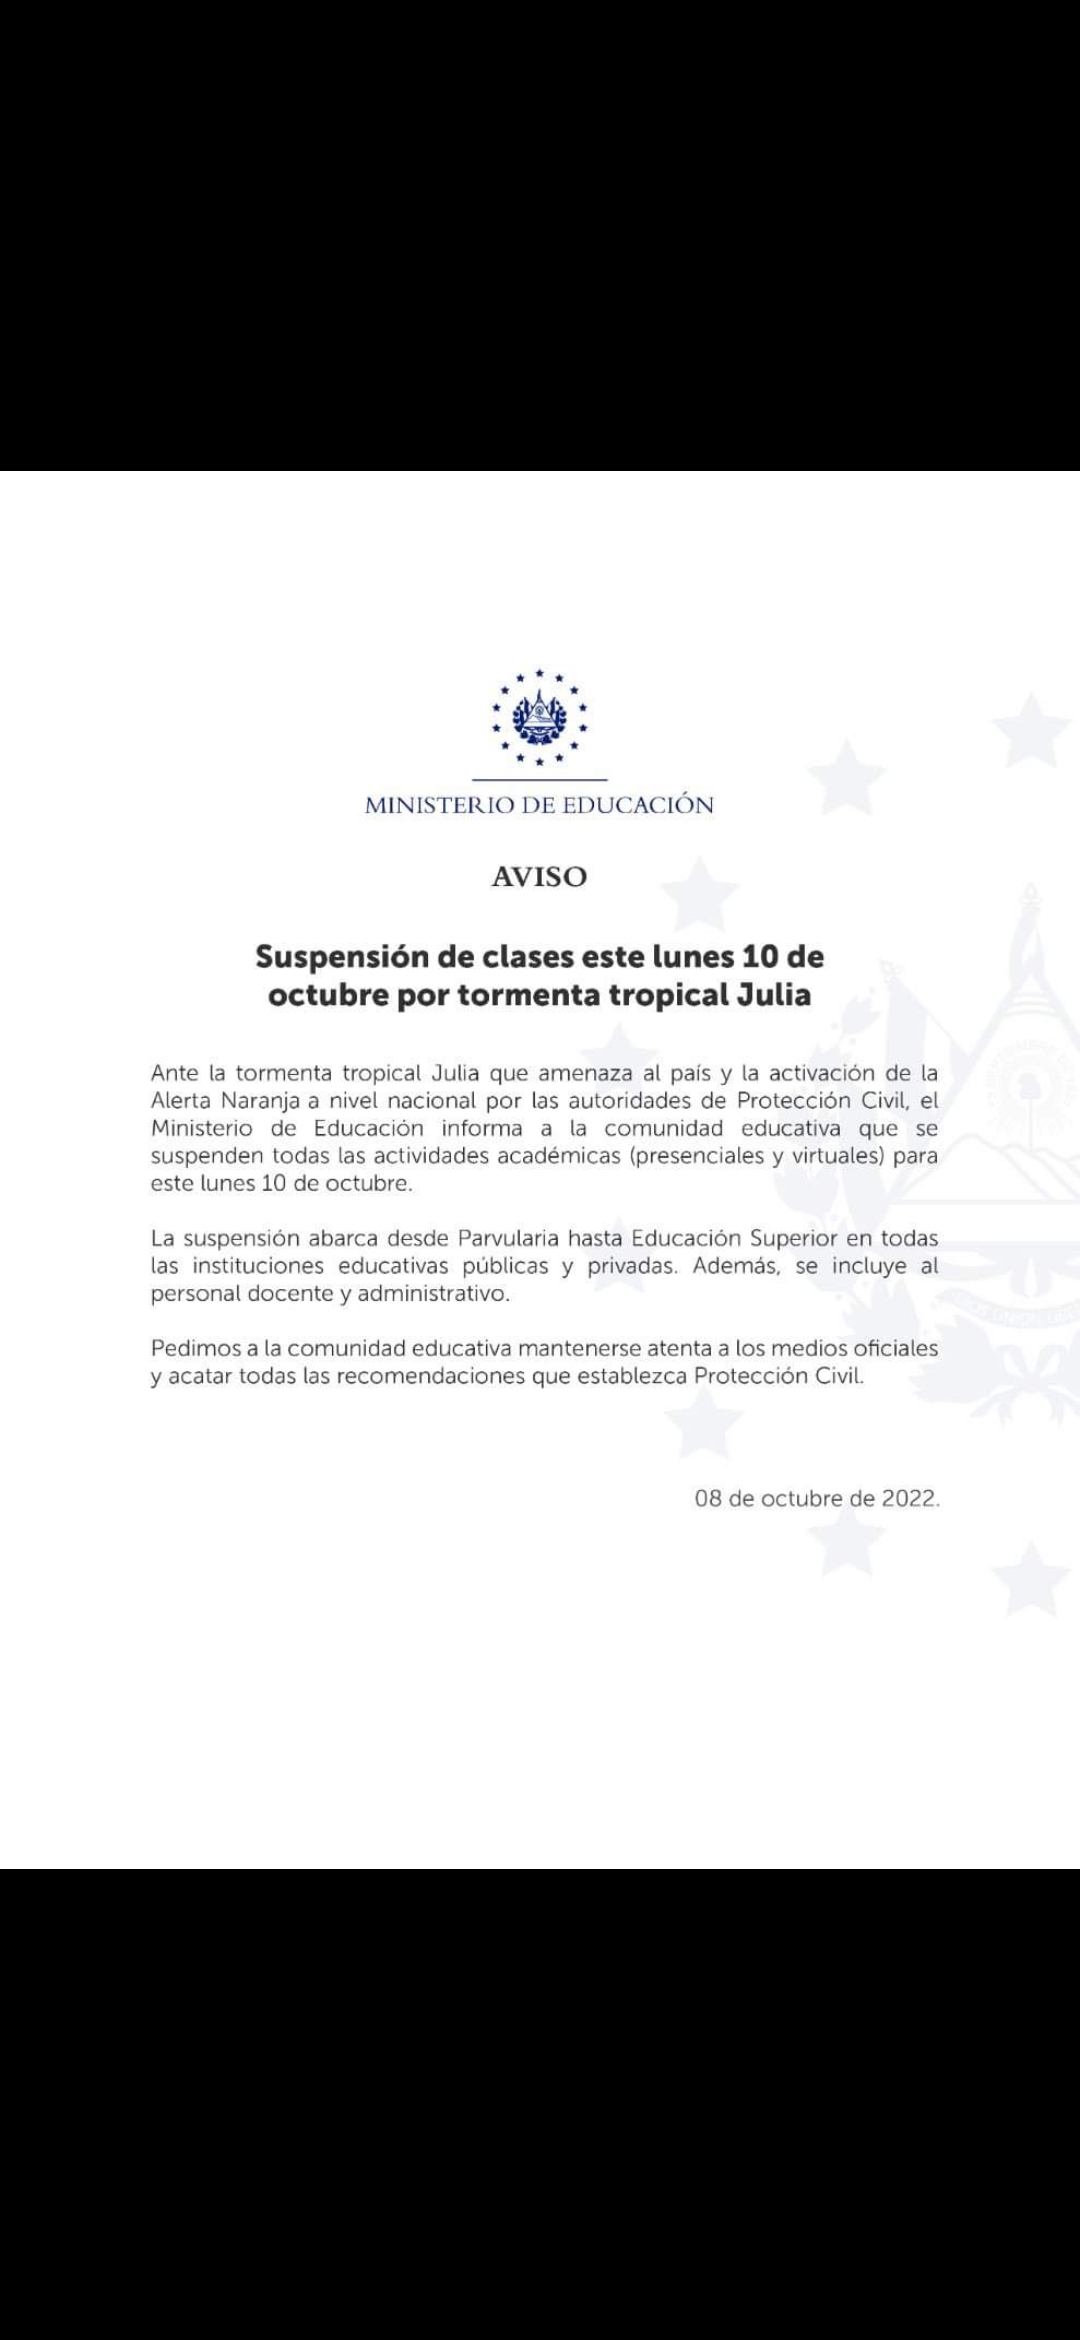 MINISTERIO DE EDUCACIÓN
AVISO
Suspensión de clases este lunes 10 de
octubre por tormenta tropical Julia
Ante la tormenta tropical Julia que amenaza al país y la activación de la
Alerta Naranja a nivel nacional por las autoridades de Protección Civil, el
Ministerio de Educación informa a la comunidad educativa que se
suspenden todas las actividades académicas (presenciales y virtuales) para
este lunes 10 de octubre.
La suspensión abarca desde Parvularia hasta Educación Superior en todas
las instituciones educativas públicas y privadas. Además, se incluye al
personal docente y administrativo.
Pedimos a la comunidad educativa mantenerse atenta a los medios oficiales
y acatar todas las recomendaciones que establezca Protección Civil.
08 de octubre de 2022.